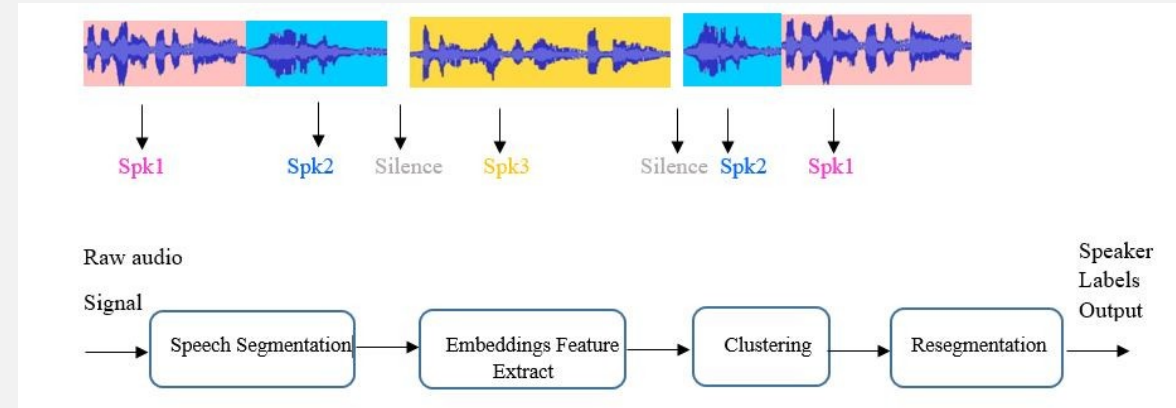 Spk1 Spk2 Silence Spk3 Silence Spk2 Spk1
Raw audio
Signal
Speech Segmentation
Embeddings Feature
Extract
Clustering
Resegmentation
Speaker
Labels
Output